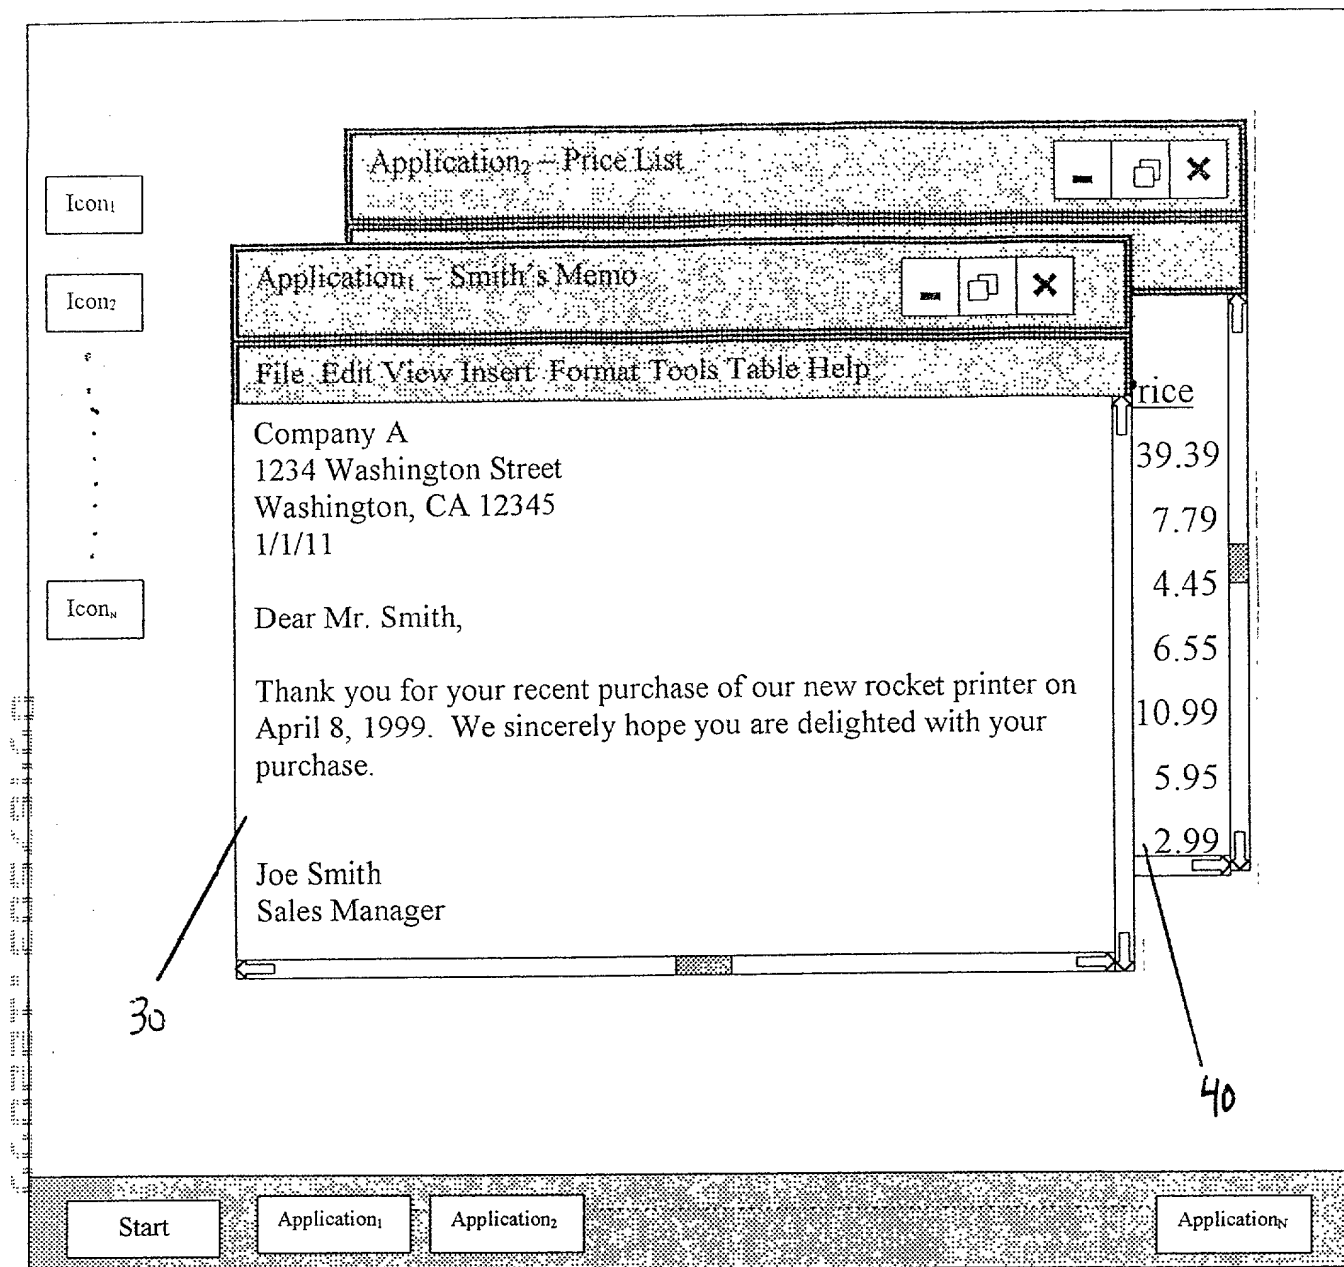 Application₂ – Price List
Icon₁
Application₁ – Smith's Memo
Icon₂
File Edit View Insert Format Tools Table Help
rice
Company A
39.39
1234 Washington Street
Washington, CA 12345
7.79
1/1/11
4.45
Iconₙ
Dear Mr. Smith,
6.55
Thank you for your recent purchase of our new rocket printer on
10.99
April 8, 1999. We sincerely hope you are delighted with your
purchase.
5.95
2.99
Joe Smith
Sales Manager
30
40
Start
Application₁
Application₂
Applicationₙ